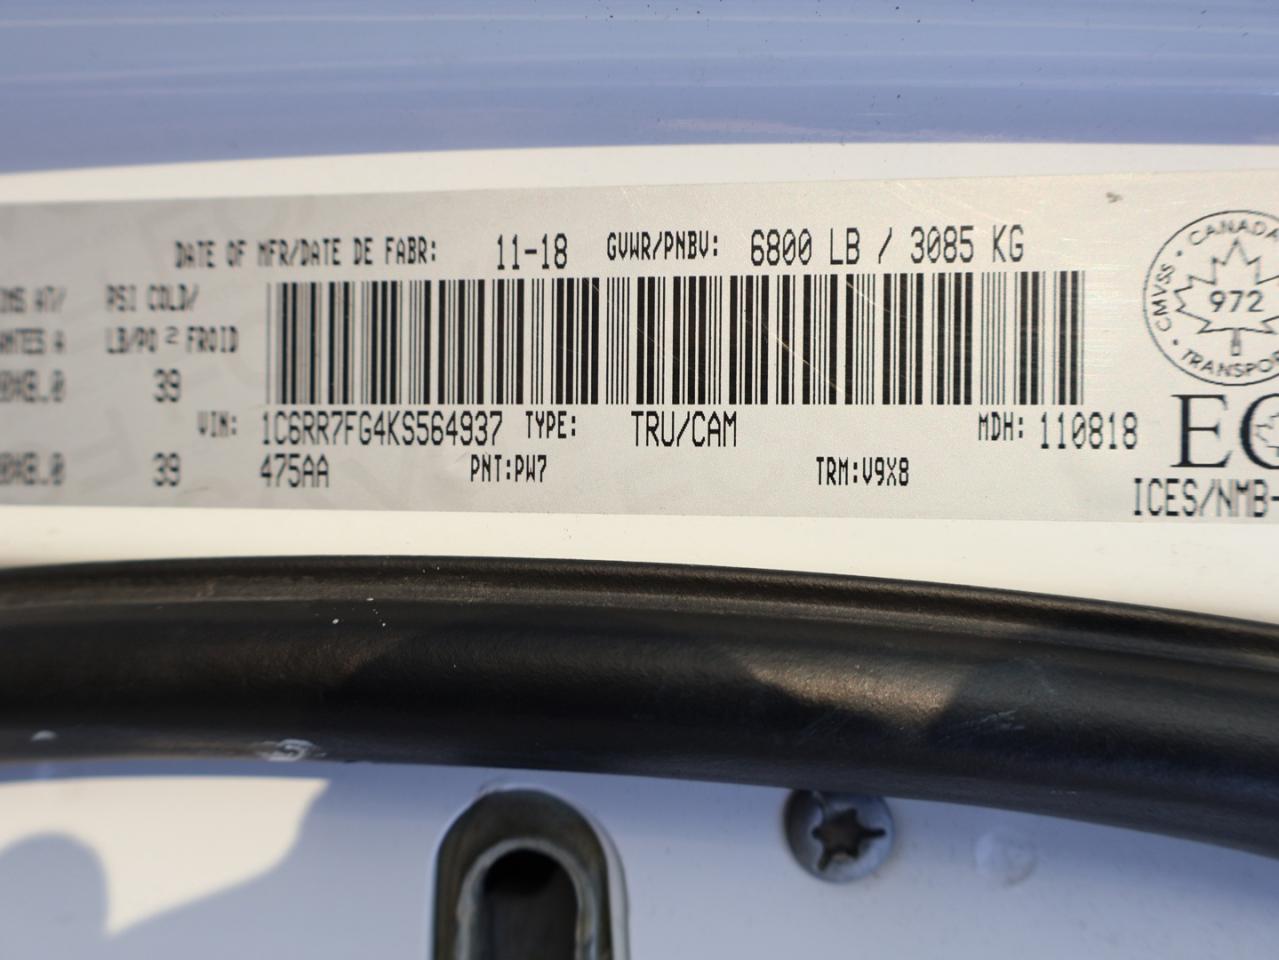 DATE OF MFR/DATE DE FABR: 11-18 GVWR/PNBV: 6800 LB / 3085 KG
PSI COLD/
LB/PO 2 FROID
39
VIN: 1C6RR7FG4KS564937 TYPE: TRU/CAM MDH: 110818
39 475AA PNT:PW7 TRM:V9X8
CANADA
CMVSS
972
ICES/NMB-